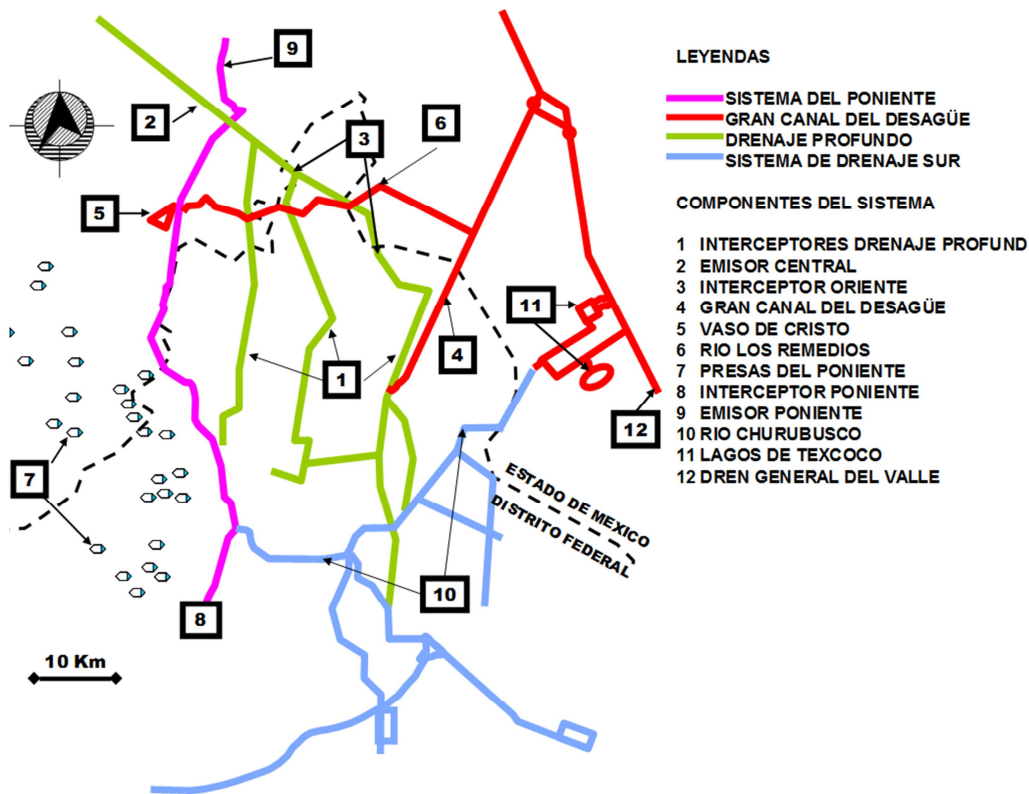 9
2
3
6
5
11
4
1
12
7
ESTADO DE MEXICO
DISTRITO FEDERAL
10
8
10 Km
LEYENDAS
SISTEMA DEL PONIENTE
GRAN CANAL DEL DESAGÜE
DRENAJE PROFUNDO
SISTEMA DE DRENAJE SUR
COMPONENTES DEL SISTEMA
1 INTERCEPTORES DRENAJE PROFUND
2 EMISOR CENTRAL
3 INTERCEPTOR ORIENTE
4 GRAN CANAL DEL DESAGÜE
5 VASO DE CRISTO
6 RIO LOS REMEDIOS
7 PRESAS DEL PONIENTE
8 INTERCEPTOR PONIENTE
9 EMISOR PONIENTE
10 RIO CHURUBUSCO
11 LAGOS DE TEXCOCO
12 DREN GENERAL DEL VALLE